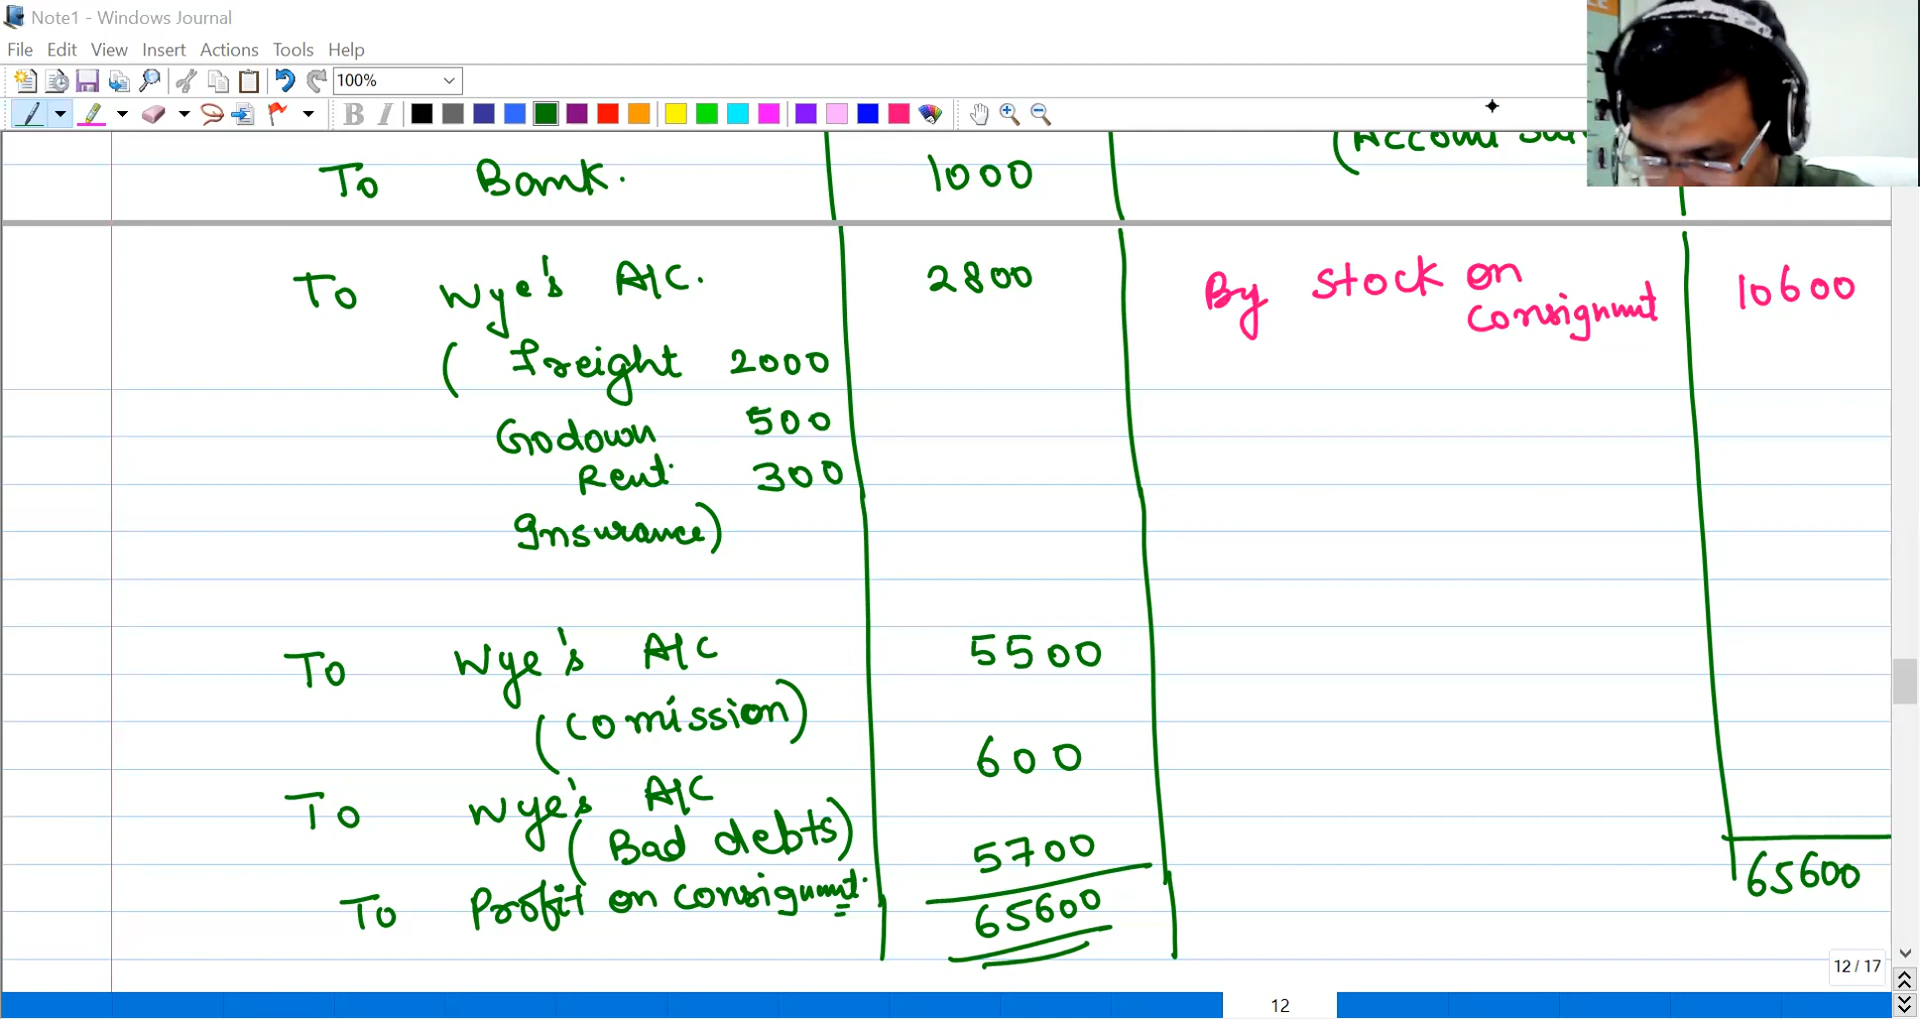 Note1 - Windows Journal
File Edit View Insert Actions Tools Help
100%
B I
To Bank. 1000
To Wye's A/C. 2800 By Stock on 10600
consignmt
( Freight 2000
Godown 500
Rent 300
Insurance)
To Wye's A/C 5500
(Comission)
600
To Wye's A/C
( Bad debts)
5700
To Profit on consignmt. 65600
65600
12 / 17
12